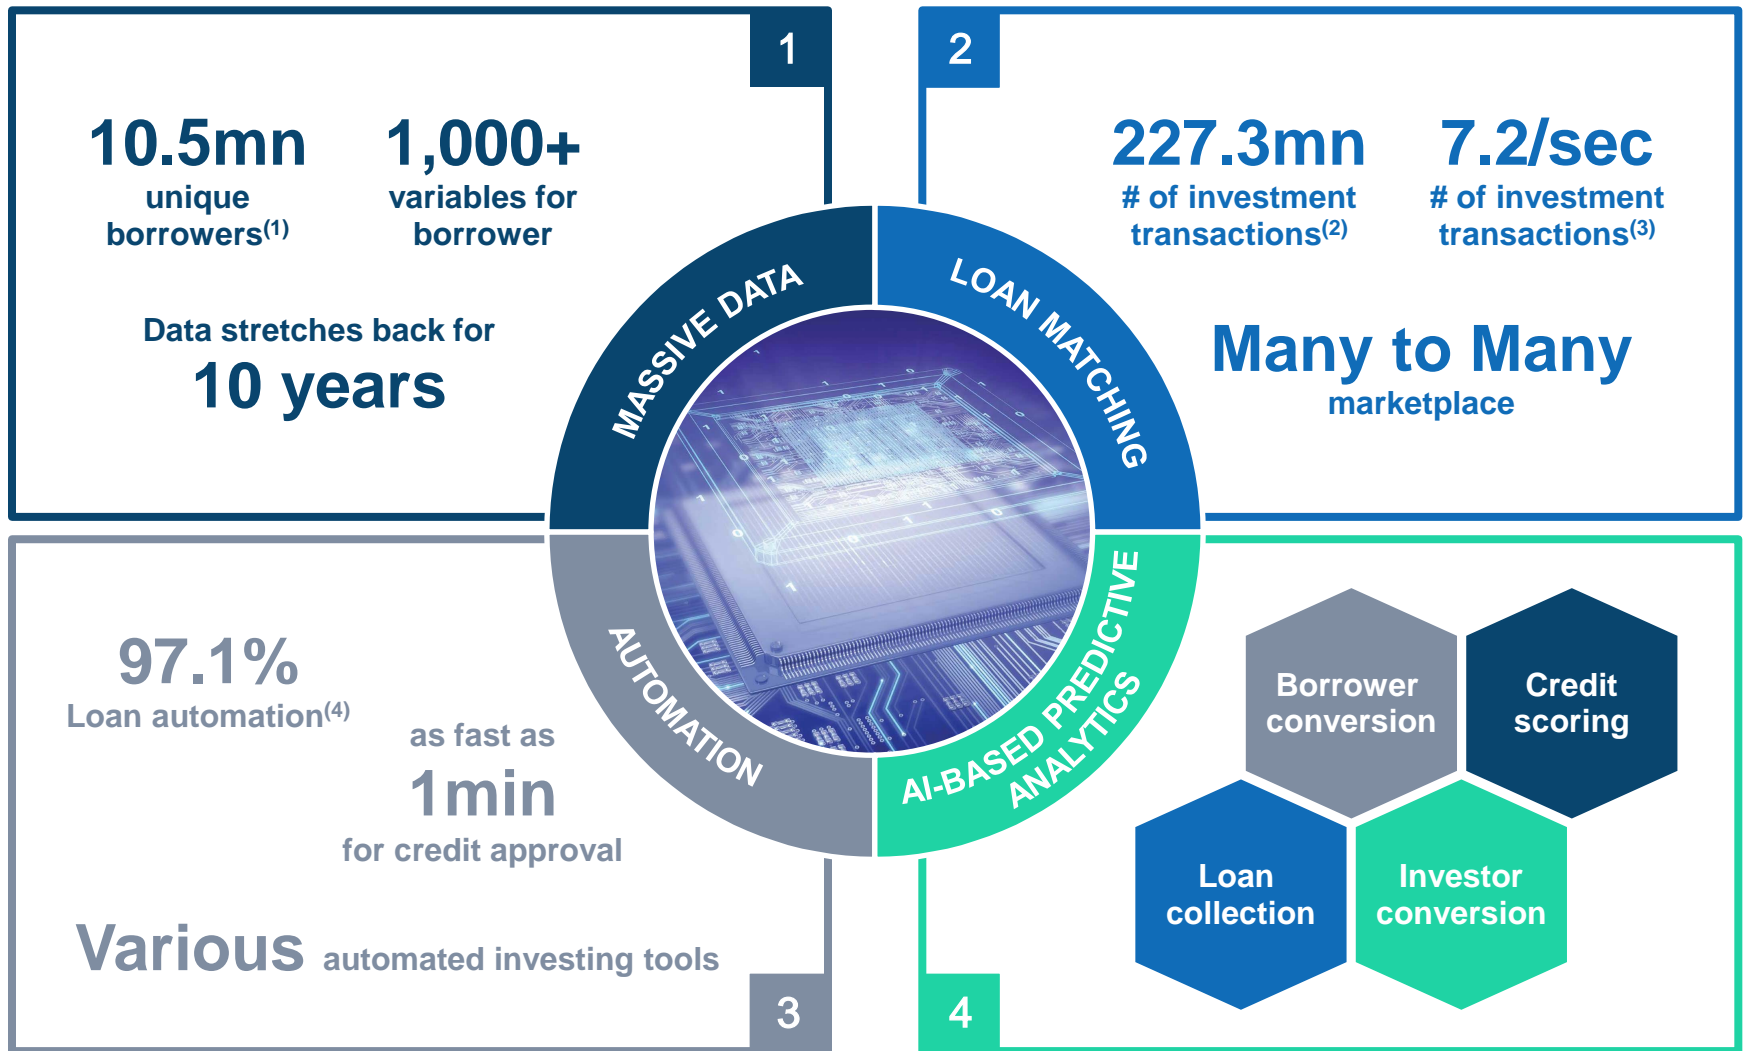 1
10.5mn
unique
borrowers(1)
1,000+
variables for
borrower
Data stretches back for
10 years
MASSIVE DATA
2
227.3mn
# of investment
transactions(2)
7.2/sec
# of investment
transactions(3)
Many to Many
marketplace
LOAN MATCHING
97.1%
Loan automation(4)
as fast as
1min
for credit approval
Various automated investing tools
3
AUTOMATION
AI-BASED PREDICTIVE
ANALYTICS
Borrower
conversion
Credit
scoring
Loan
collection
Investor
conversion
4